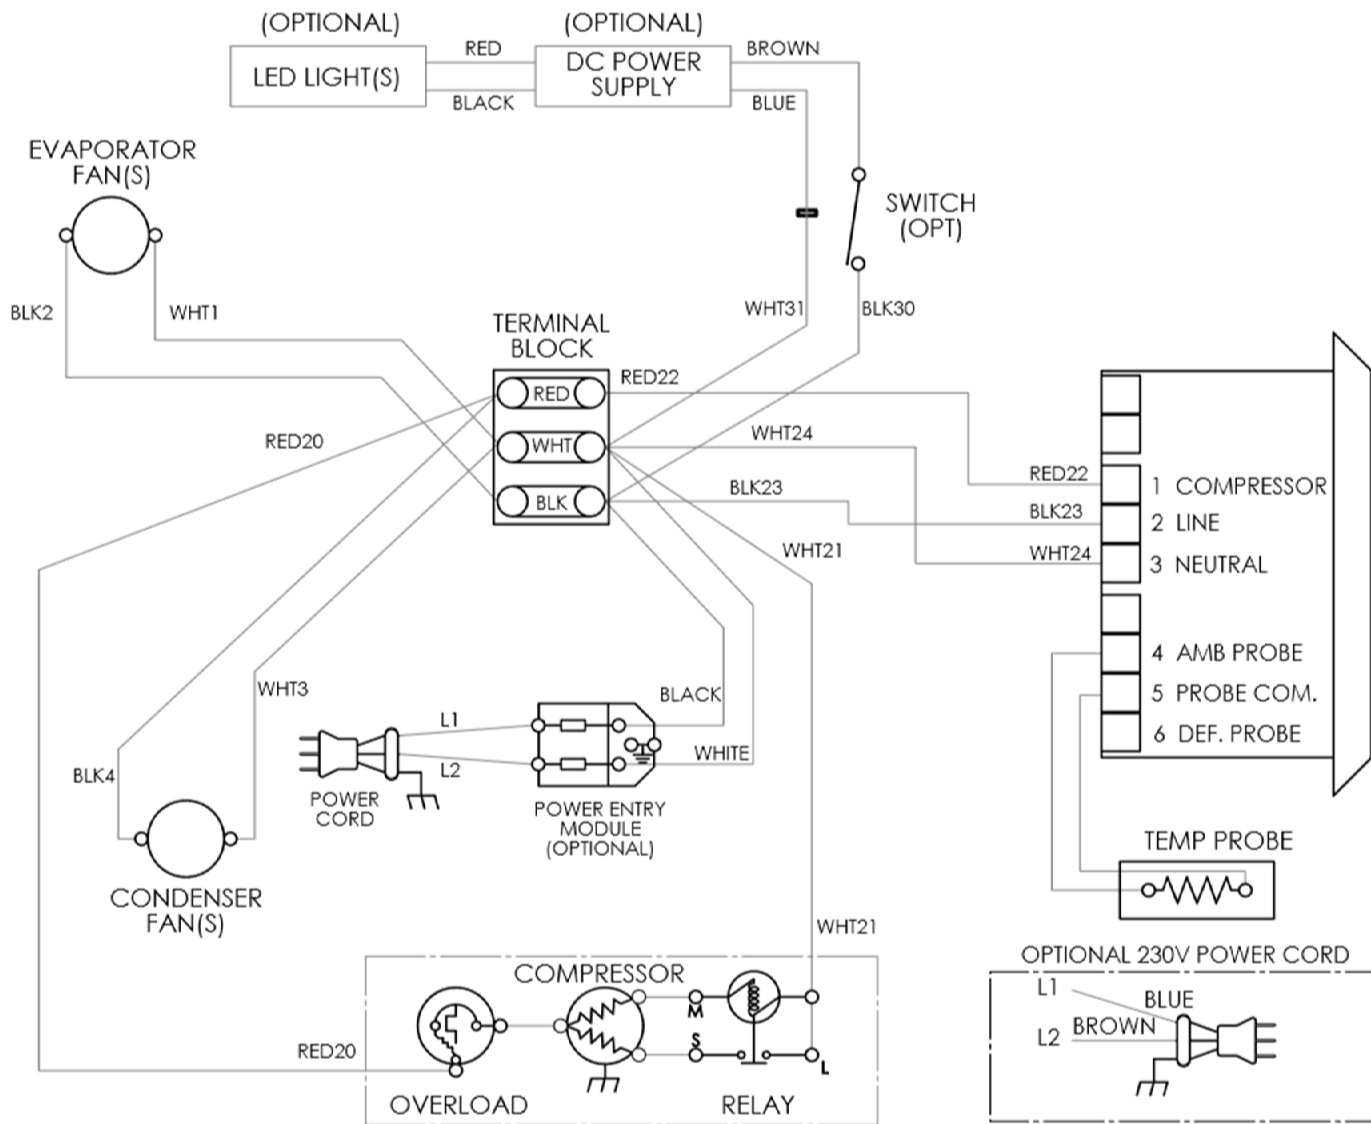 (OPTIONAL)
(OPTIONAL)
LED LIGHT(S)
RED
BLACK
DC POWER
SUPPLY
BROWN
BLUE
EVAPORATOR
FAN(S)
SWITCH
(OPT)
BLK2
WHT1
WHT31
BLK30
TERMINAL
BLOCK
RED
WHT
BLK
RED22
RED20
WHT24
BLK23
WHT21
RED22
BLK23
WHT24
1 COMPRESSOR
2 LINE
3 NEUTRAL
4 AMB PROBE
5 PROBE COM.
6 DEF. PROBE
WHT3
BLK4
L1
L2
BLACK
WHITE
POWER
CORD
POWER ENTRY
MODULE
(OPTIONAL)
CONDENSER
FAN(S)
TEMP PROBE
WHT21
COMPRESSOR
M
S
L
RED20
OVERLOAD
RELAY
OPTIONAL 230V POWER CORD
L1
BLUE
L2
BROWN